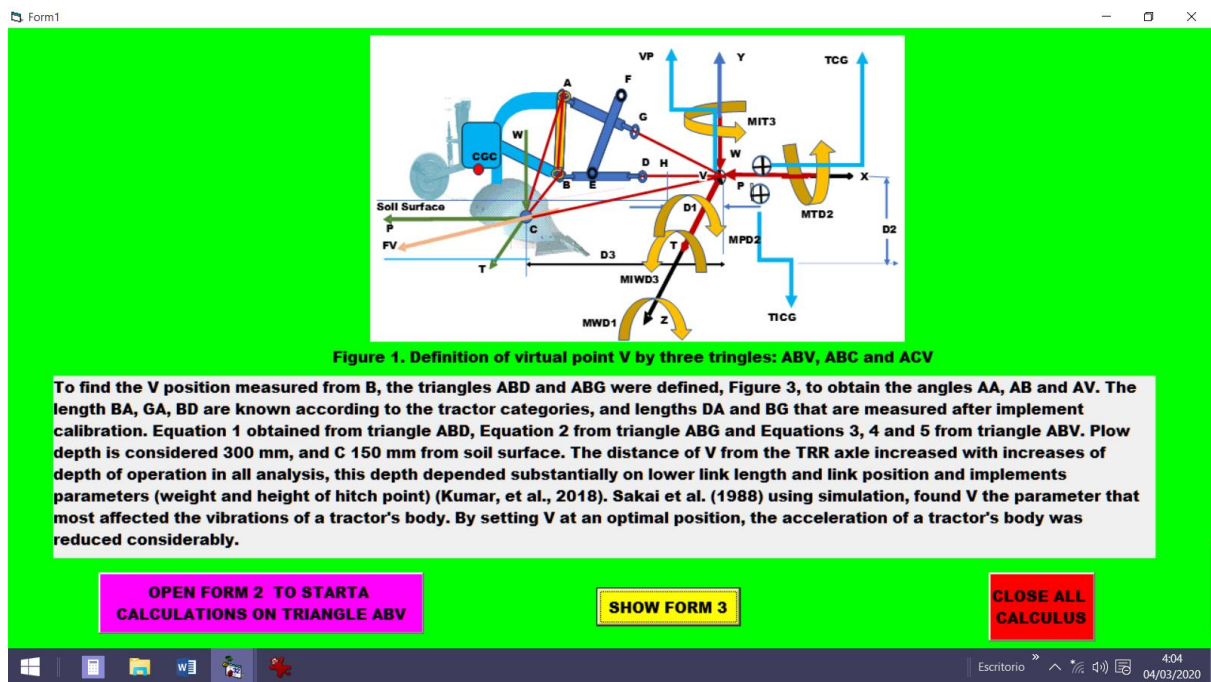 Form1
VP
Y
TCG
A
F
G
MIT3
W
W
CGC
D
H
V
X
B
E
P
MTD2
Soll Surface
D1
D2
P
C
MPD2
FV
T
D3
T
MIWD3
TICG
MWD1
Z
Figure 1. Definition of virtual point V by three tringles: ABV, ABC and ACV
To find the V position measured from B, the triangles ABD and ABG were defined, Figure 3, to obtain the angles AA, AB and AV. The
length BA, GA, BD are known according to the tractor categories, and lengths DA and BG that are measured after implement
calibration. Equation 1 obtained from triangle ABD, Equation 2 from triangle ABG and Equations 3, 4 and 5 from triangle ABV. Plow
depth is considered 300 mm, and C 150 mm from soil surface. The distance of V from the TRR axle increased with increases of
depth of operation in all analysis, this depth depended substantially on lower link length and link position and implements
parameters (weight and height of hitch point) (Kumar, et al., 2018). Sakai et al. (1988) using simulation, found V the parameter that
most affected the vibrations of a tractor's body. By setting V at an optimal position, the acceleration of a tractor's body was
reduced considerably.
OPEN FORM 2 TO STARTA
CALCULATIONS ON TRIANGLE ABV
SHOW FORM 3
CLOSE ALL
CALCULUS
Escritorio
4:04
04/03/2020